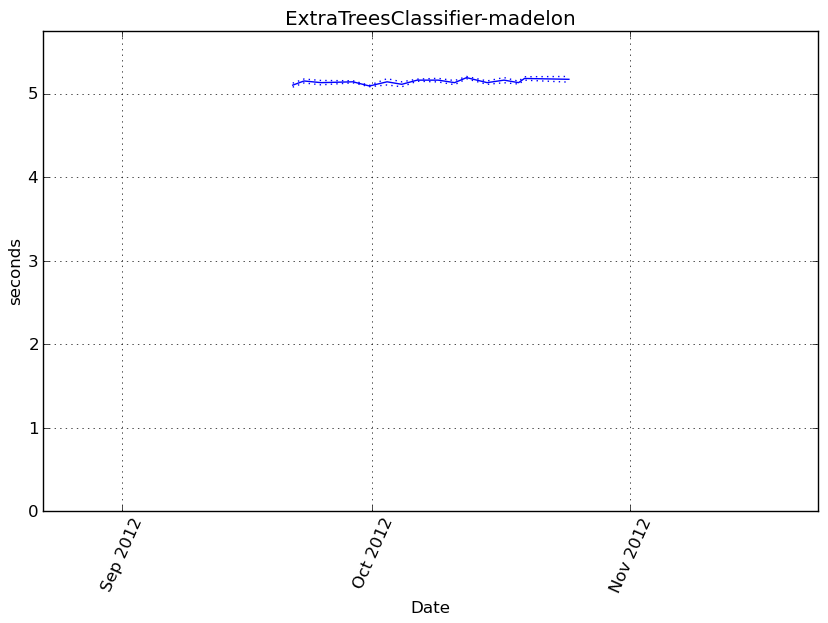 ExtraTreesClassifier-madelon
5
4
3
2
1
0
seconds
Sep 2012
Oct 2012
Nov 2012
Date